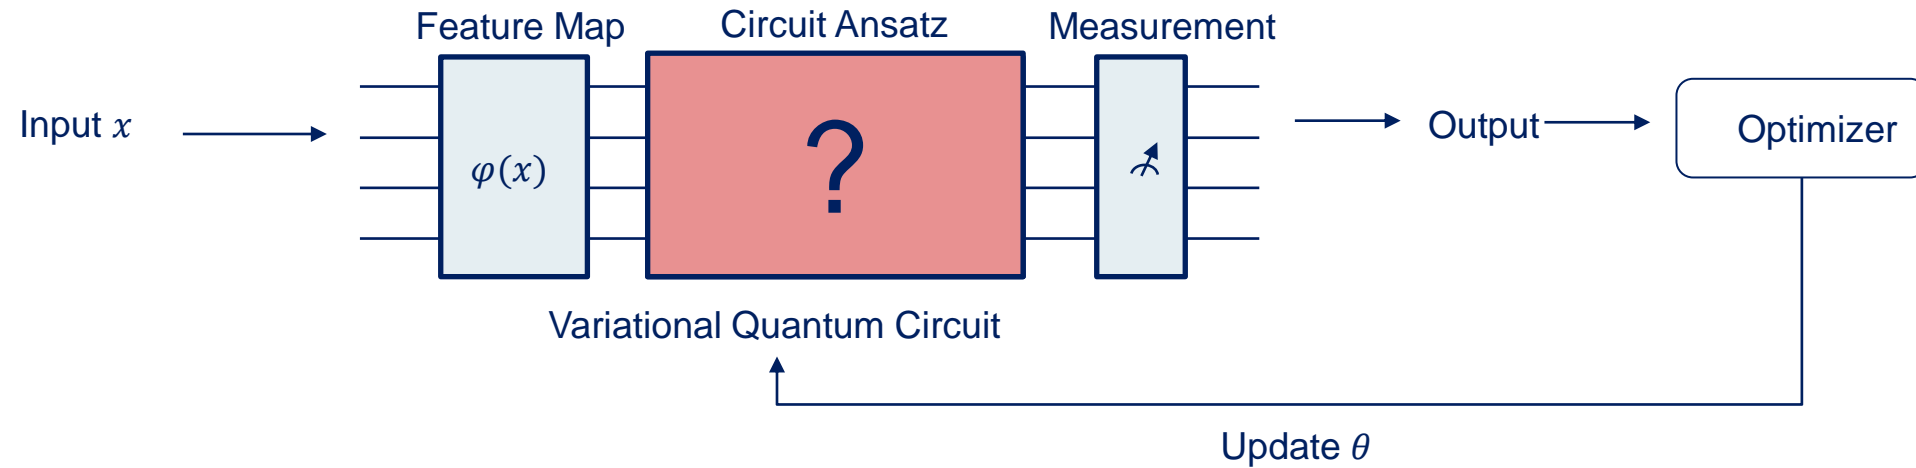 Feature Map
Circuit Ansatz
Measurement
Input 𝑥
𝜑(𝑥)
?
Output
Optimizer
Variational Quantum Circuit
Update 𝜃